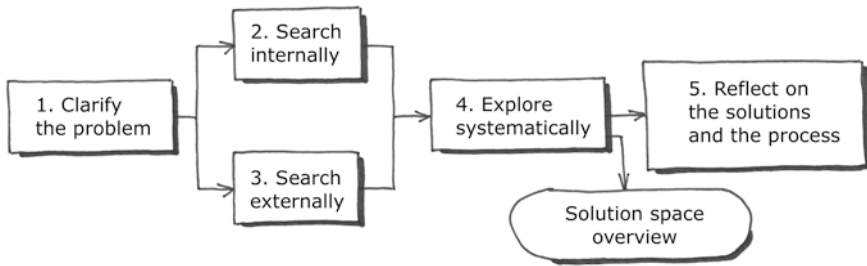 1. Clarify
the problem
2. Search
internally
3. Search
externally
4. Explore
systematically
5. Reflect on
the solutions
and the process
Solution space
overview